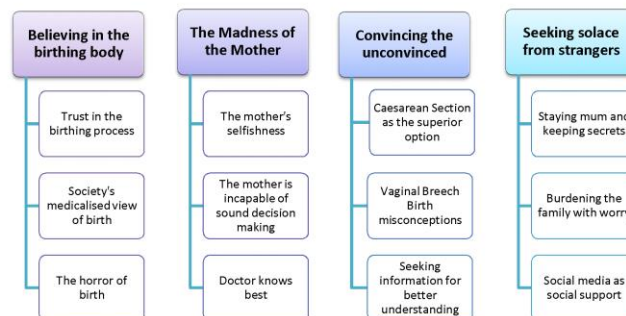 Believing in the
birthing body
Trust in the
birthing process
Society's
medicalised view
of birth
The horror of
birth
The Madness of
the Mother
The mother's
selfishness
The mother is
incapable of
sound decision
making
Doctor knows
best
Convincing the
unconvinced
Caesarean Section
as the superior
option
Vaginal Breech
Birth
misconceptions
Seeking
information for
better
understanding
Seeking solace
from strangers
Staying mum and
keeping secrets
Burdening the
family with worry
Social media as
social support